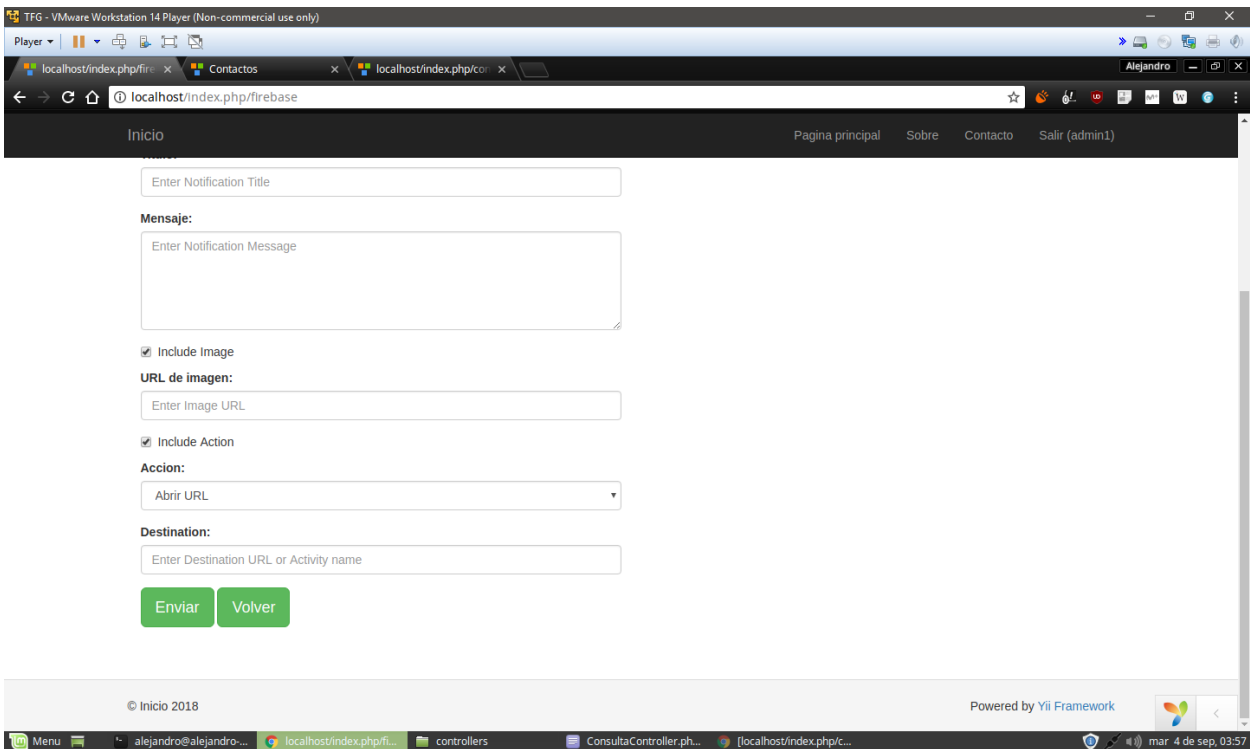 TFG - VMware Workstation 14 Player (Non-commercial use only)
Player
localhost/index.php/fire
Contactos
localhost/index.php/con
Alejandro
localhost/index.php/firebase
Inicio
Pagina principal
Sobre
Contacto
Salir (admin1)
Enter Notification Title
Mensaje:
Enter Notification Message
Include Image
URL de imagen:
Enter Image URL
Include Action
Accion:
Abrir URL
Destination:
Enter Destination URL or Activity name
Enviar
Volver
© Inicio 2018
Powered by Yii Framework
Menu
alejandro@alejandro-...
localhost/index.php/fi...
controllers
ConsultaController.ph...
[localhost/index.php/c...
mar 4 de sep, 03:57